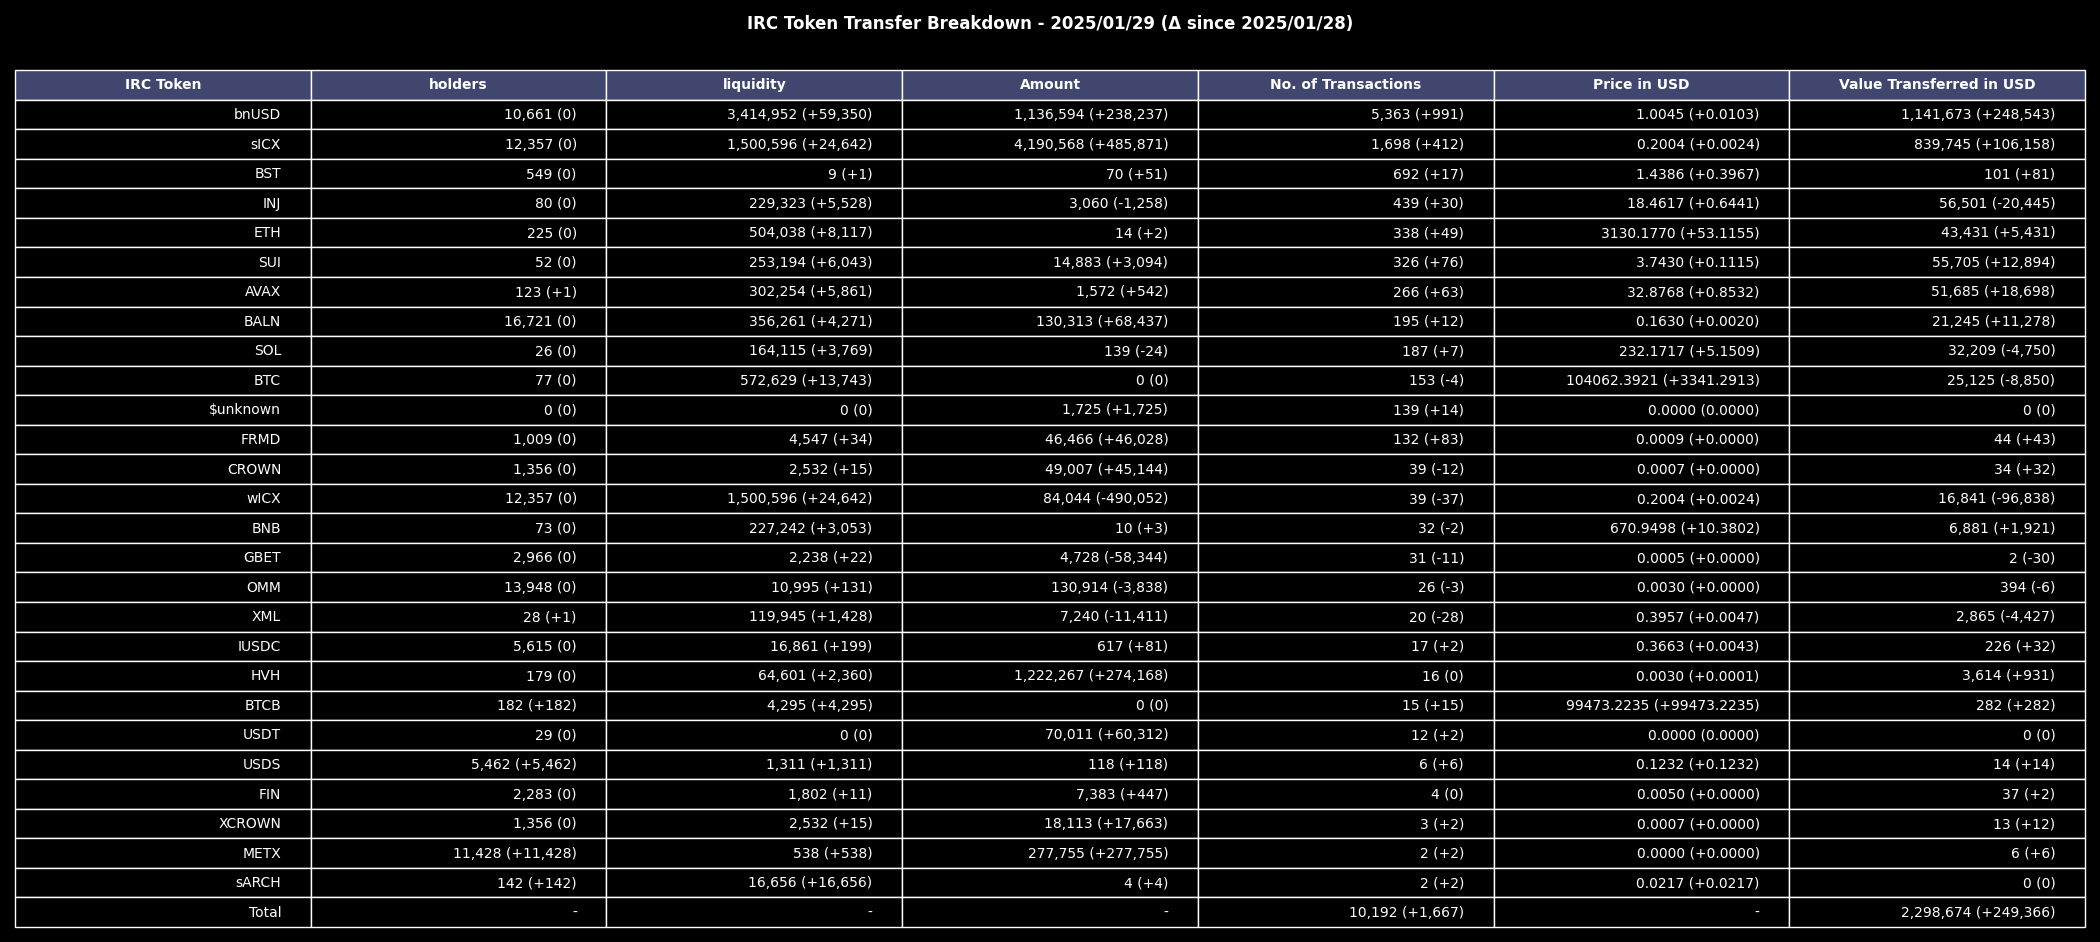 IRC Token Transfer Breakdown - 2025/01/29 (Δ since 2025/01/28)
IRC Token holders liquidity Amount No. of Transactions Price in USD Value Transferred in USD
bnUSD 10,661 (0) 3,414,952 (+59,350) 1,136,594 (+238,237) 5,363 (+991) 1.0045 (+0.0103) 1,141,673 (+248,543)
sICX 12,357 (0) 1,500,596 (+24,642) 4,190,568 (+485,871) 1,698 (+412) 0.2004 (+0.0024) 839,745 (+106,158)
BST 549 (0) 9 (+1) 70 (+51) 692 (+17) 1.4386 (+0.3967) 101 (+81)
INJ 80 (0) 229,323 (+5,528) 3,060 (-1,258) 439 (+30) 18.4617 (+0.6441) 56,501 (-20,445)
ETH 225 (0) 504,038 (+8,117) 14 (+2) 338 (+49) 3130.1770 (+53.1155) 43,431 (+5,431)
SUI 52 (0) 253,194 (+6,043) 14,883 (+3,094) 326 (+76) 3.7430 (+0.1115) 55,705 (+12,894)
AVAX 123 (+1) 302,254 (+5,861) 1,572 (+542) 266 (+63) 32.8768 (+0.8532) 51,685 (+18,698)
BALN 16,721 (0) 356,261 (+4,271) 130,313 (+68,437) 195 (+12) 0.1630 (+0.0020) 21,245 (+11,278)
SOL 26 (0) 164,115 (+3,769) 139 (-24) 187 (+7) 232.1717 (+5.1509) 32,209 (-4,750)
BTC 77 (0) 572,629 (+13,743) 0 (0) 153 (-4) 104062.3921 (+3341.2913) 25,125 (-8,850)
$unknown 0 (0) 0 (0) 1,725 (+1,725) 139 (+14) 0.0000 (0.0000) 0 (0)
FRMD 1,009 (0) 4,547 (+34) 46,466 (+46,028) 132 (+83) 0.0009 (+0.0000) 44 (+43)
CROWN 1,356 (0) 2,532 (+15) 49,007 (+45,144) 39 (-12) 0.0007 (+0.0000) 34 (+32)
wICX 12,357 (0) 1,500,596 (+24,642) 84,044 (-490,052) 39 (-37) 0.2004 (+0.0024) 16,841 (-96,838)
BNB 73 (0) 227,242 (+3,053) 10 (+3) 32 (-2) 670.9498 (+10.3802) 6,881 (+1,921)
GBET 2,966 (0) 2,238 (+22) 4,728 (-58,344) 31 (-11) 0.0005 (+0.0000) 2 (-30)
OMM 13,948 (0) 10,995 (+131) 130,914 (-3,838) 26 (-3) 0.0030 (+0.0000) 394 (-6)
XML 28 (+1) 119,945 (+1,428) 7,240 (-11,411) 20 (-28) 0.3957 (+0.0047) 2,865 (-4,427)
IUSDC 5,615 (0) 16,861 (+199) 617 (+81) 17 (+2) 0.3663 (+0.0043) 226 (+32)
HVH 179 (0) 64,601 (+2,360) 1,222,267 (+274,168) 16 (0) 0.0030 (+0.0001) 3,614 (+931)
BTCB 182 (+182) 4,295 (+4,295) 0 (0) 15 (+15) 99473.2235 (+99473.2235) 282 (+282)
USDT 29 (0) 0 (0) 70,011 (+60,312) 12 (+2) 0.0000 (0.0000) 0 (0)
USDS 5,462 (+5,462) 1,311 (+1,311) 118 (+118) 6 (+6) 0.1232 (+0.1232) 14 (+14)
FIN 2,283 (0) 1,802 (+11) 7,383 (+447) 4 (0) 0.0050 (+0.0000) 37 (+2)
XCROWN 1,356 (0) 2,532 (+15) 18,113 (+17,663) 3 (+2) 0.0007 (+0.0000) 13 (+12)
METX 11,428 (+11,428) 538 (+538) 277,755 (+277,755) 2 (+2) 0.0000 (+0.0000) 6 (+6)
sARCH 142 (+142) 16,656 (+16,656) 4 (+4) 2 (+2) 0.0217 (+0.0217) 0 (0)
Total - - - 10,192 (+1,667) - 2,298,674 (+249,366)